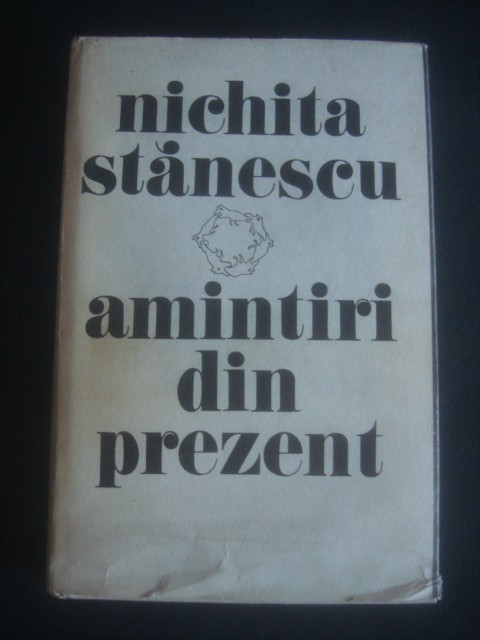 nichita
stănescu
amintiri
din
prezent